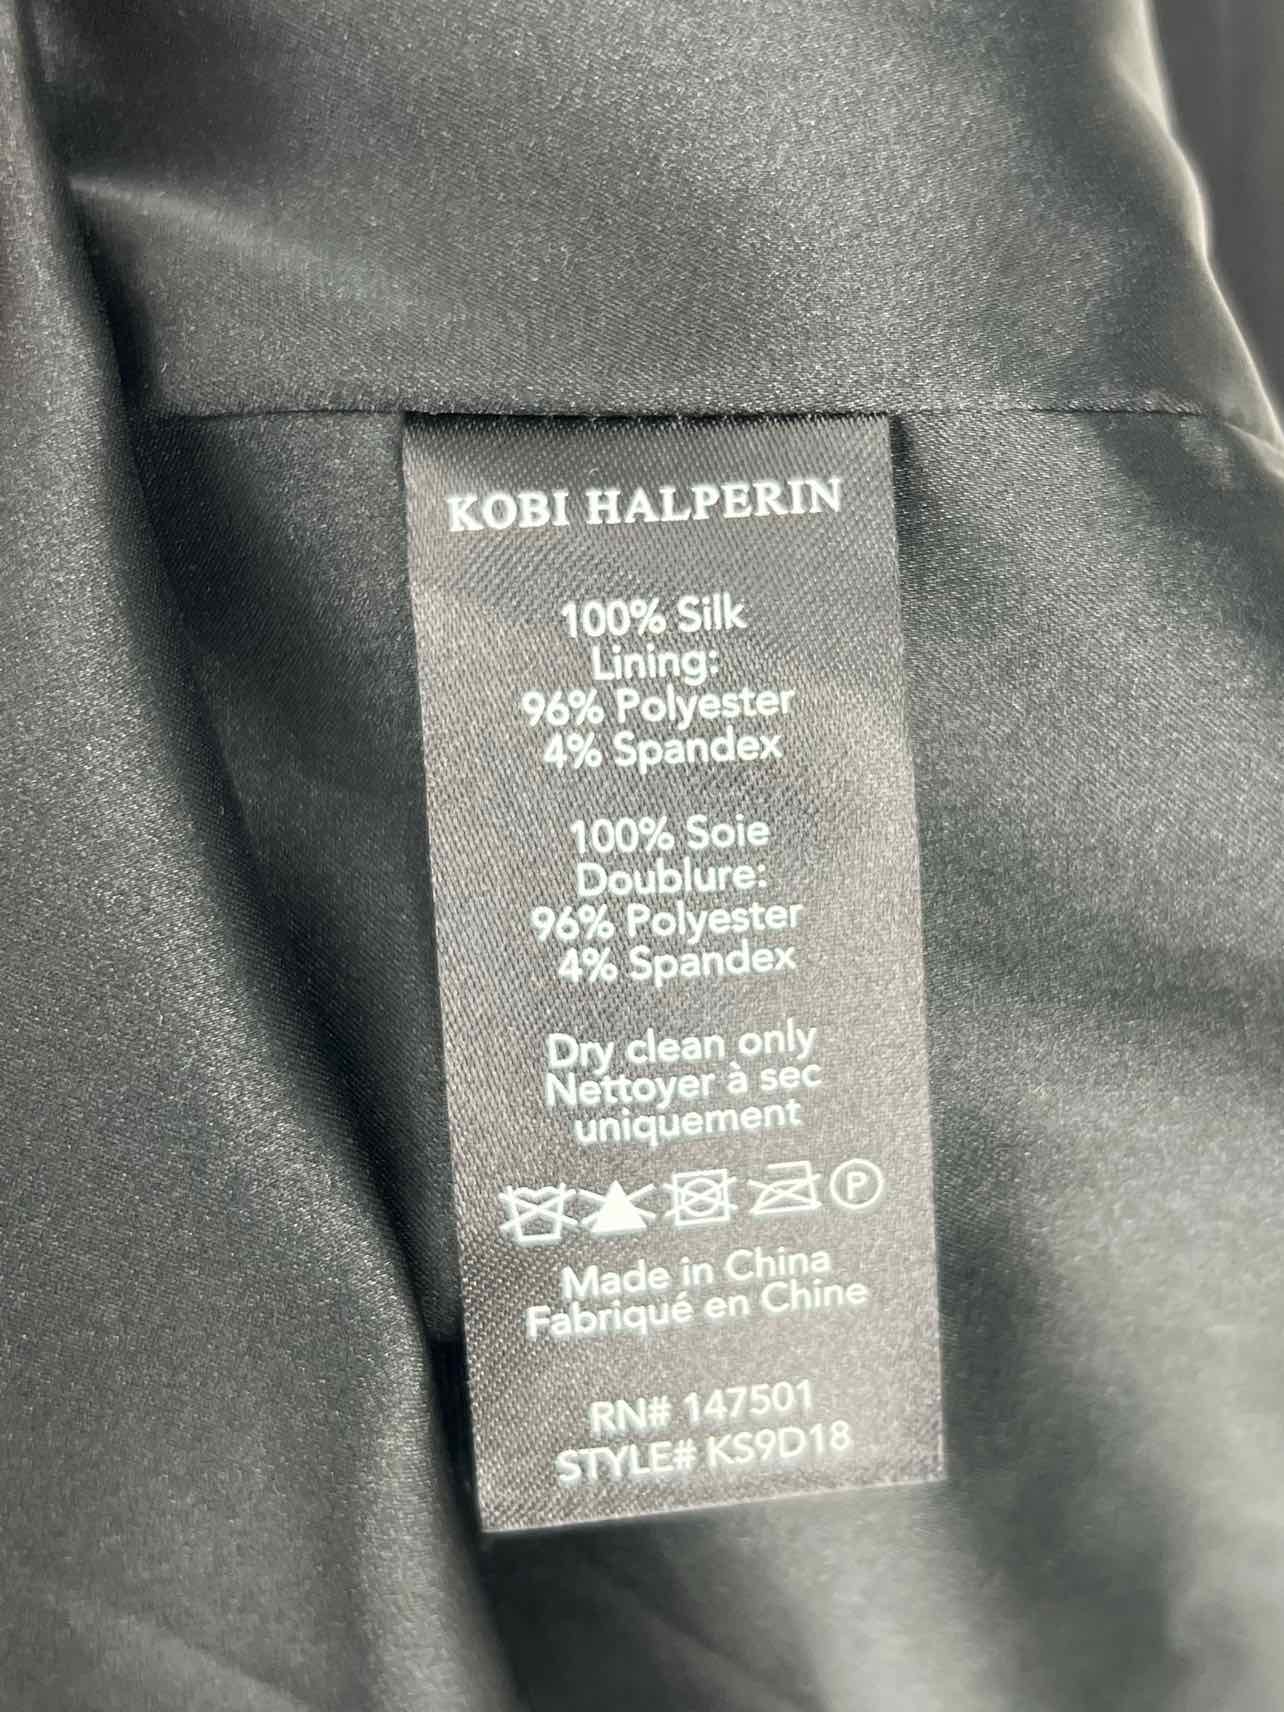 KOBI HALPERIN
100% Silk
Lining:
96% Polyester
4% Spandex
100% Soie
Doublure:
96% Polyester
4% Spandex
Dry clean only
Nettoyer à sec
uniquement
P
Made in China
Fabriqué en Chine
RN# 147501
STYLE# KS9D18